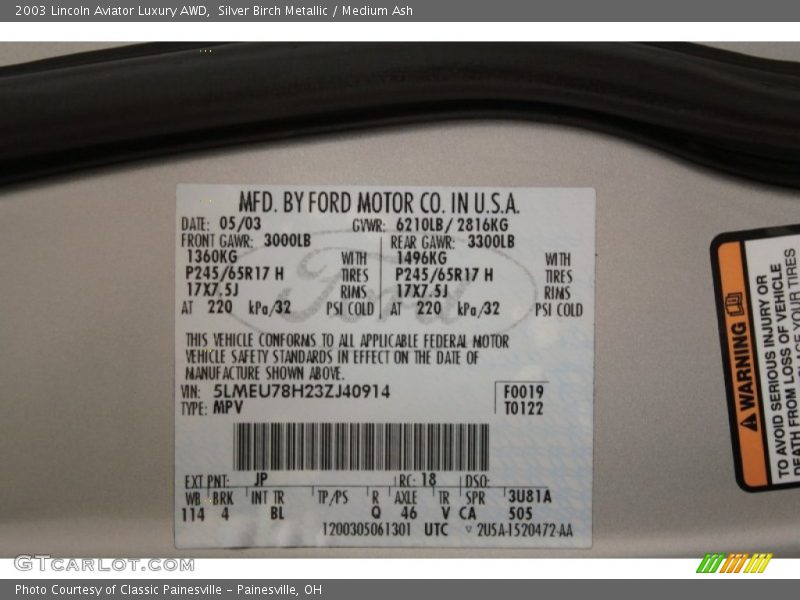 2003 Lincoln Aviator Luxury AWD,  Silver Birch Metallic / Medium Ash
MFD. BY FORD MOTOR CO. IN U.S.A.
DATE: 05/03 GVWR: 6210LB/ 2816KG
FRONT GAWR: 3000LB REAR GAWR: 3300LB
1360KG WITH 1496KG WITH
P245/65R17 H TIRES P245/65R17 H TIRES
17X7.5J RIMS 17X7.5J RIMS
AT 220 kPa/32 PSI COLD AT 220 kPa/32 PSI COLD
THIS VEHICLE CONFORMS TO ALL APPLICABLE FEDERAL MOTOR
VEHICLE SAFETY STANDARDS IN EFFECT ON THE DATE OF
MANUFACTURE SHOWN ABOVE.
VIN: 5LMEU78H23ZJ40914 F0019
TYPE: MPV T0122
EXT PNT: JP RC: 18 DSO:
WB BRK INT TR TP/PS R AXLE TR SPR 3U81A
114 4 BL Q 46 V CA 505
1200305061301 UTC ▽ 2U5A-1520472-AA
Ford
WARNING
TO AVOID SERIOUS INJURY OR
DEATH FROM LOSS OF VEHICLE
PLACE YOUR TIRES
GTCARLOT.COM
Photo Courtesy of Classic Painesville – Painesville, OH